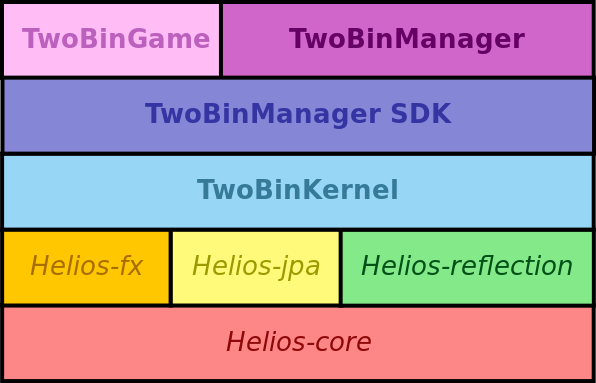 TwoBinGame
TwoBinManager
TwoBinManager SDK
TwoBinKernel
Helios-fx
Helios-jpa
Helios-reflection
Helios-core